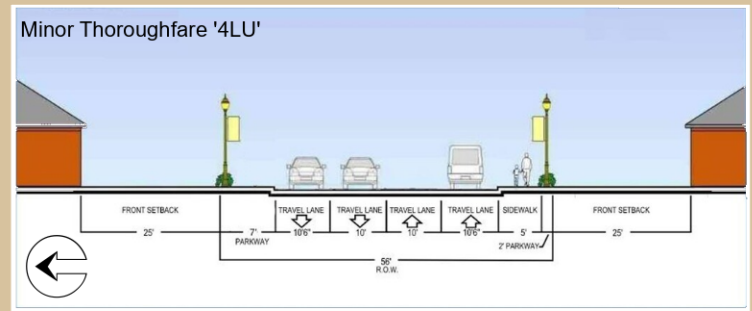 Minor Thoroughfare '4LU'
FRONT SETBACK
25'
7'
PARKWAY
TRAVEL LANE
10'6"
TRAVEL LANE
10'
TRAVEL LANE
10'
TRAVEL LANE
10'6"
SIDEWALK
5'
2' PARKWAY
FRONT SETBACK
25'
56'
R.O.W.